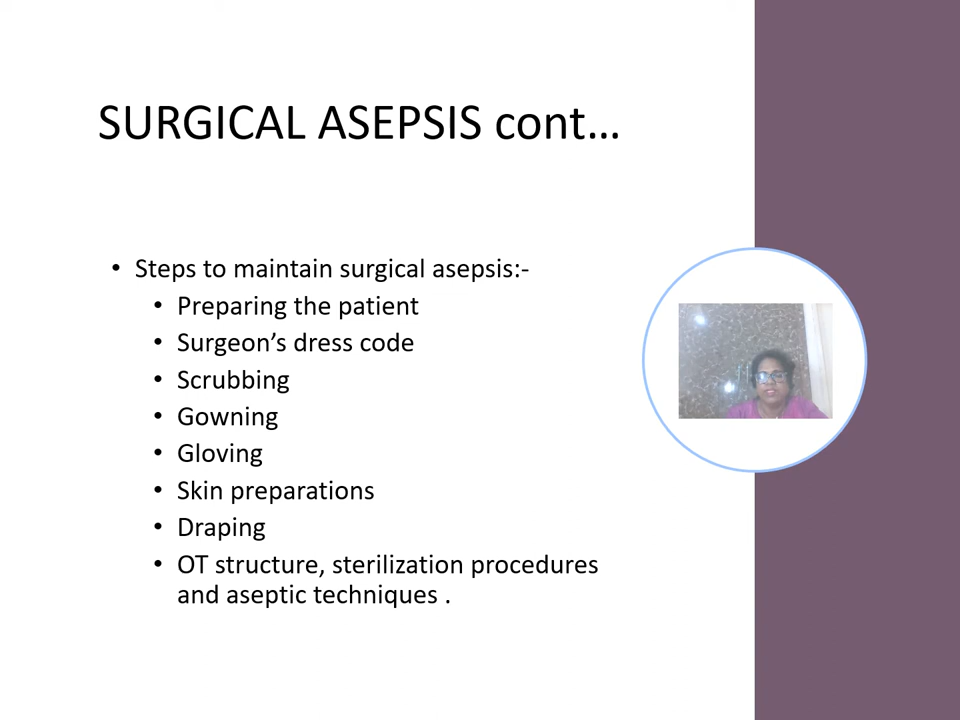 SURGICAL ASEPSIS cont…
• Steps to maintain surgical asepsis:-
• Preparing the patient
• Surgeon’s dress code
• Scrubbing
• Gowning
• Gloving
• Skin preparations
• Draping
• OT structure, sterilization procedures
and aseptic techniques .